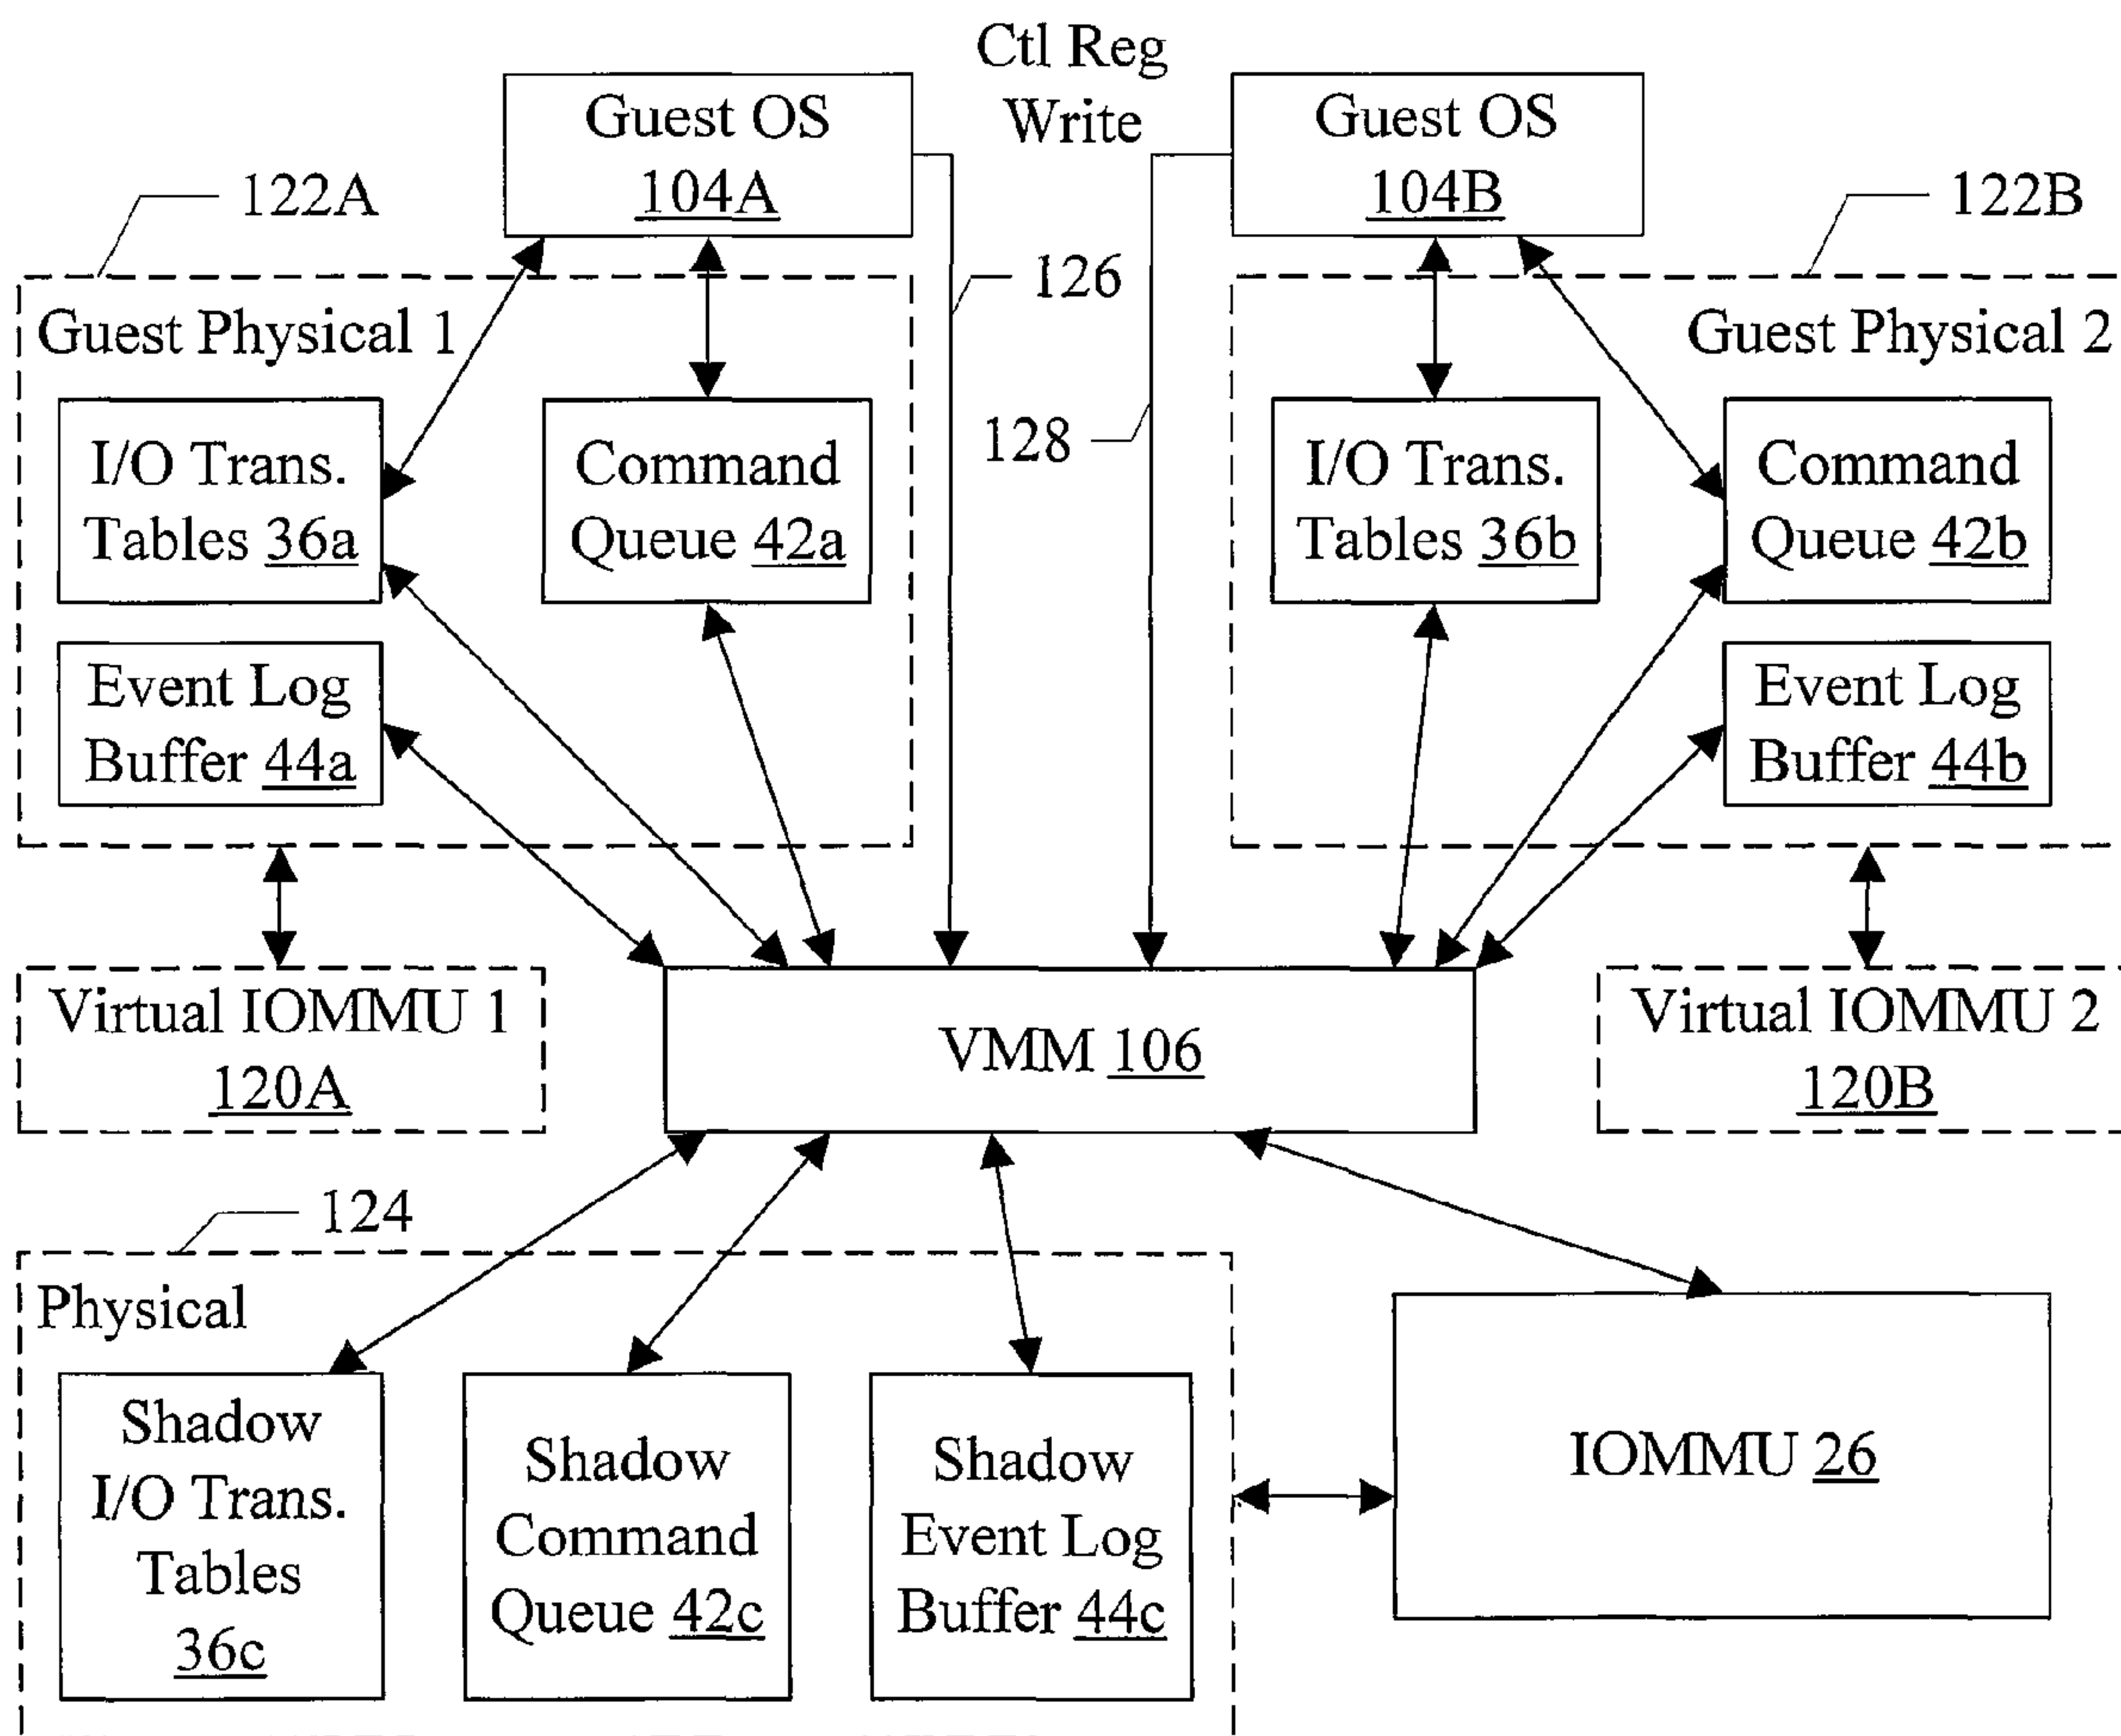 Ctl Reg
Write
Guest OS
104A
Guest OS
104B
122A
122B
126
128
Guest Physical 1
I/O Trans.
Tables 36a
Command
Queue 42a
Event Log
Buffer 44a
Guest Physical 2
I/O Trans.
Tables 36b
Command
Queue 42b
Event Log
Buffer 44b
Virtual IOMMU 1
120A
VMM 106
Virtual IOMMU 2
120B
124
Physical
Shadow
I/O Trans.
Tables
36c
Shadow
Command
Queue 42c
Shadow
Event Log
Buffer 44c
IOMMU 26